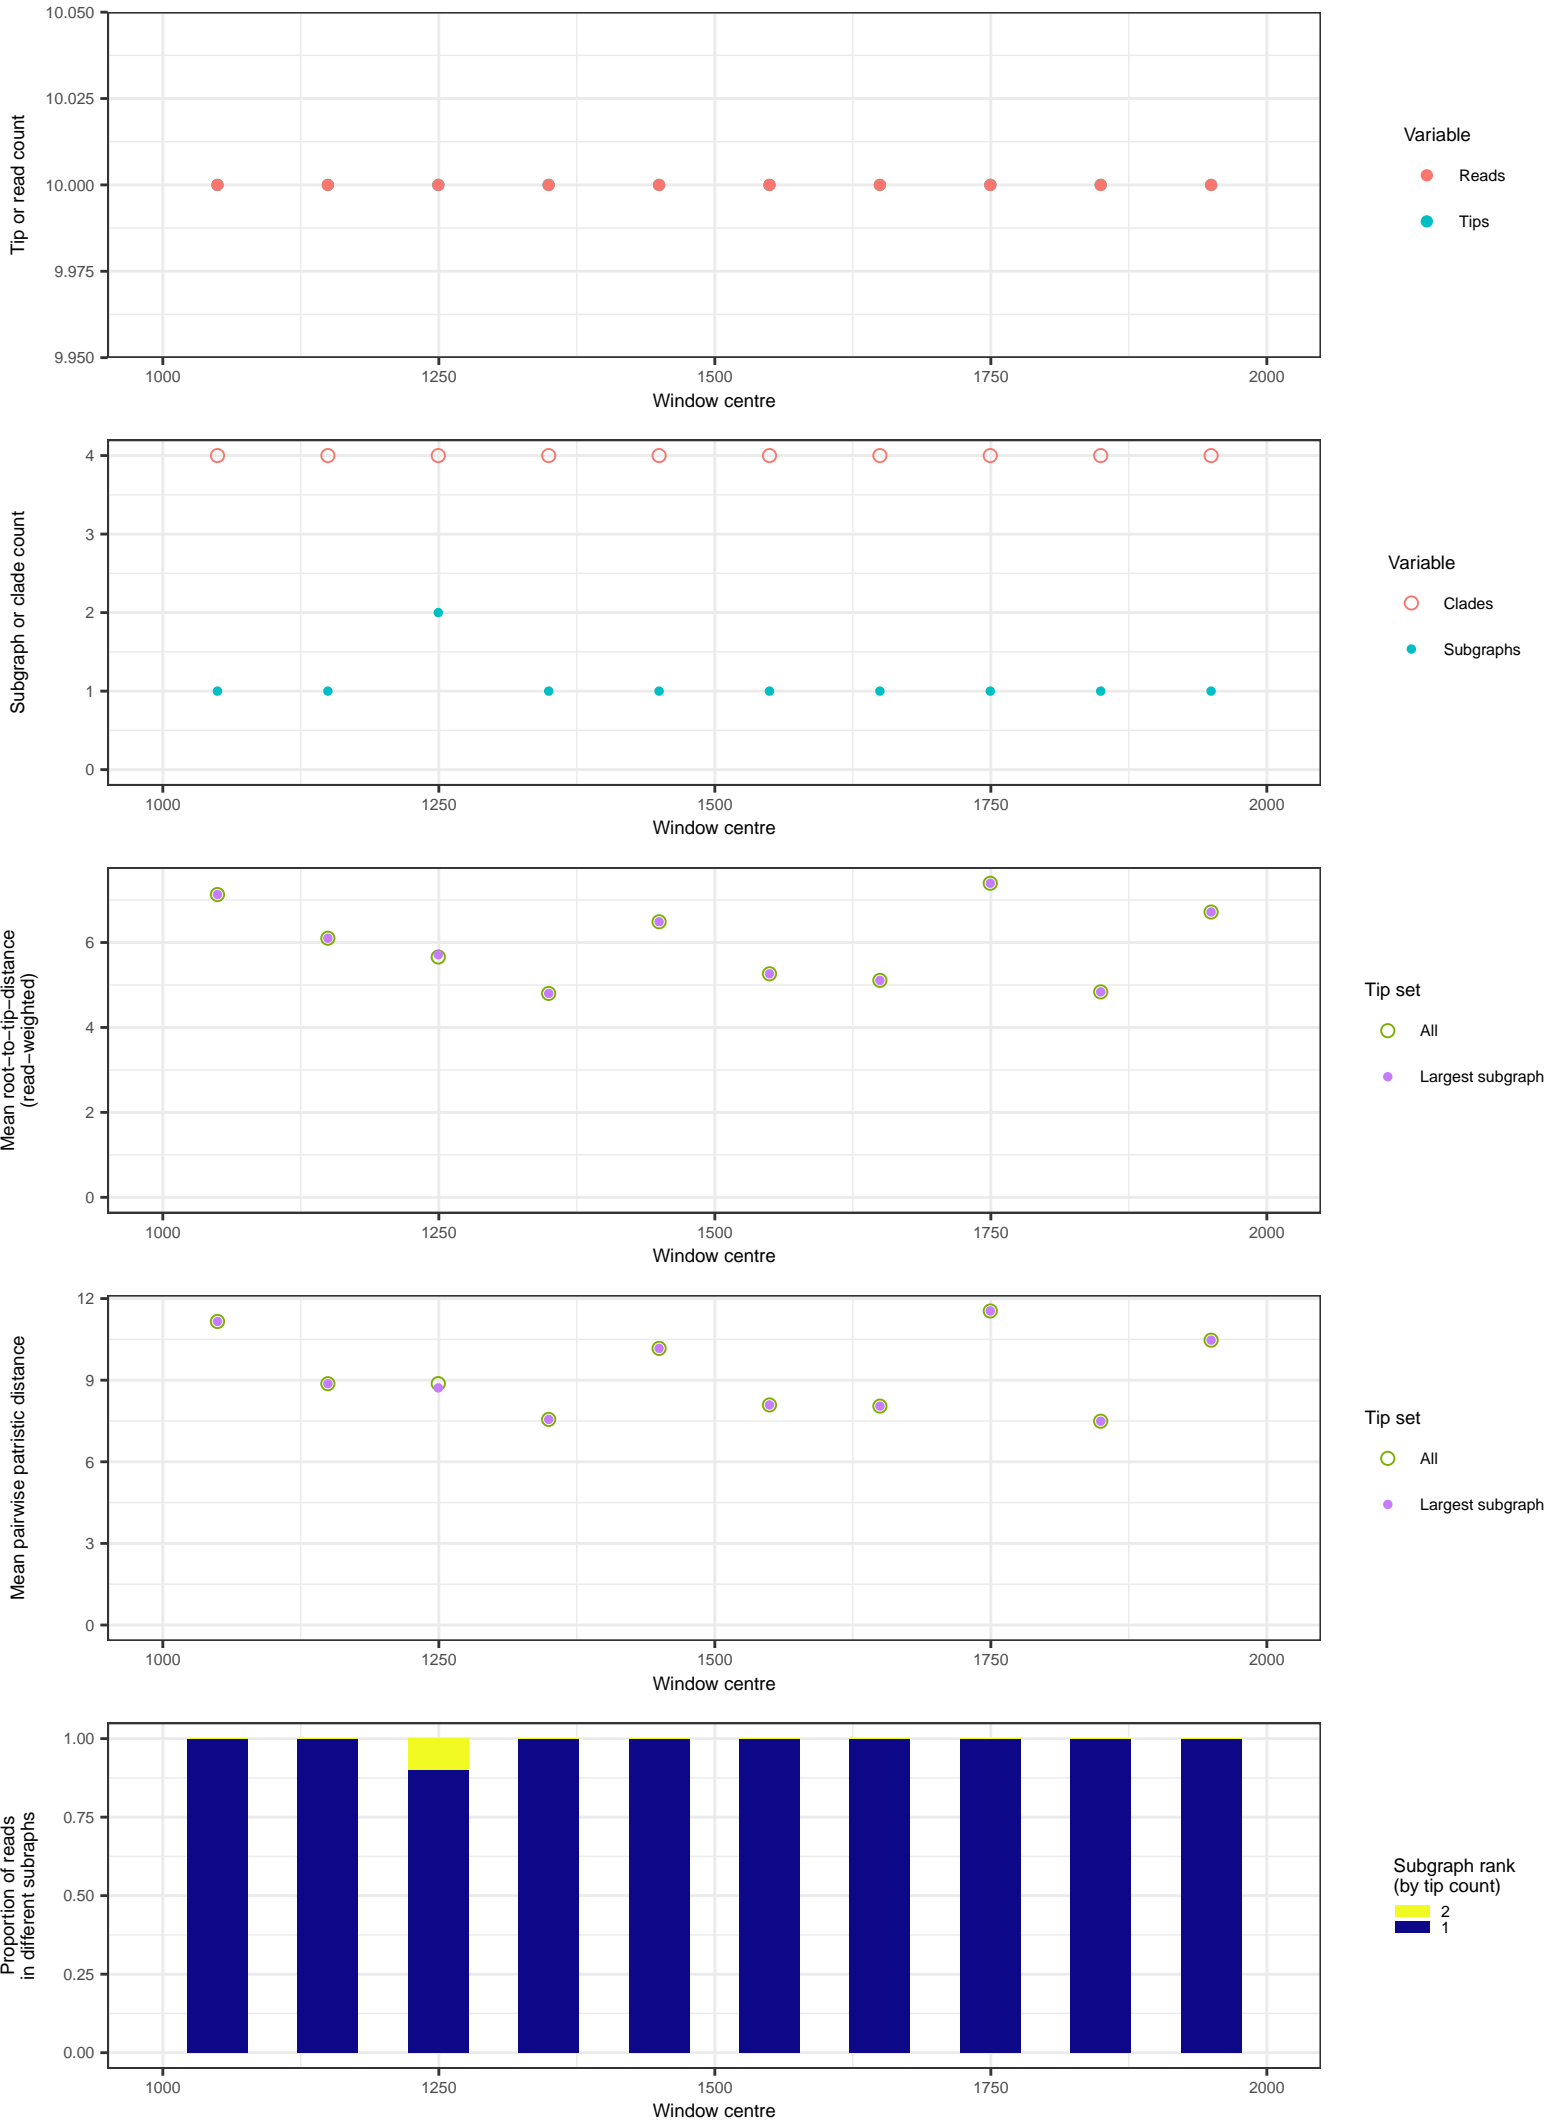 10.050
10.025
10.000
9.975
9.950
Tip or read count
1000
1250
1500
1750
2000
Window centre
Variable
Reads
Tips
4
3
2
1
0
Subgraph or clade count
1000
1250
1500
1750
2000
Window centre
Variable
Clades
Subgraphs
6
4
2
0
Mean root−to−tip−distance
(read−weighted)
1000
1250
1500
1750
2000
Window centre
Tip set
All
Largest subgraph
12
9
6
3
0
Mean pairwise patristic distance
1000
1250
1500
1750
2000
Window centre
Tip set
All
Largest subgraph
1.00
0.75
0.50
0.25
0.00
Proportion of reads
in different subraphs
1000
1250
1500
1750
2000
Window centre
Subgraph rank
(by tip count)
2
1